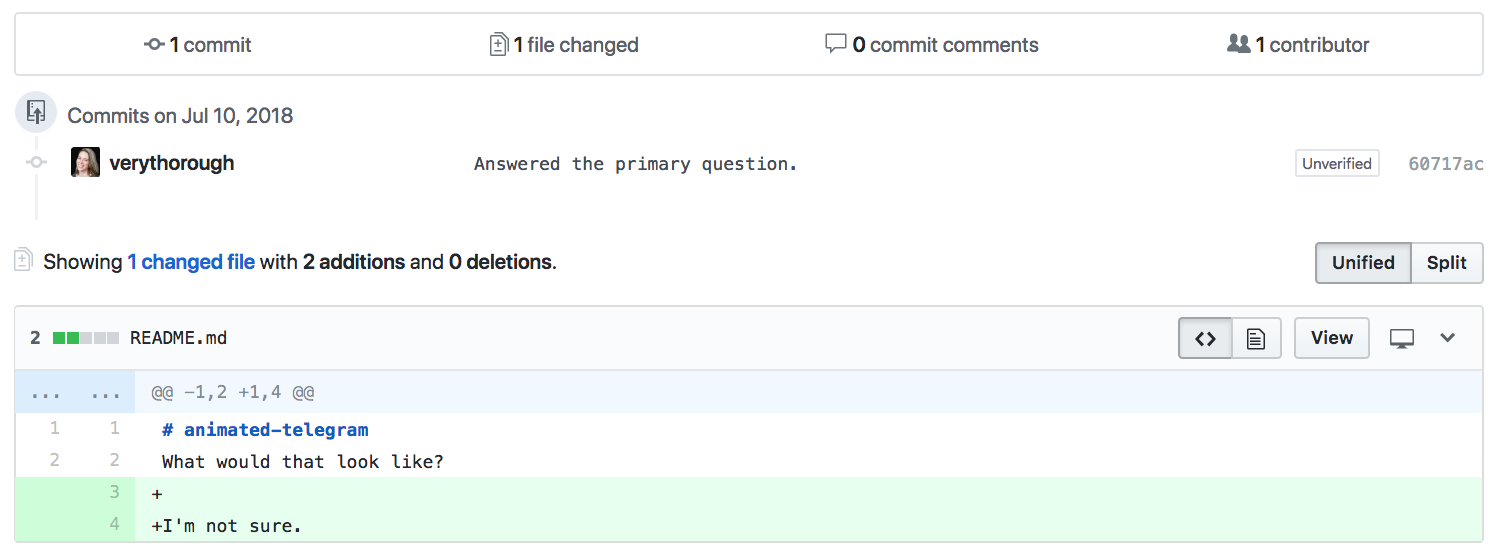 1 commit 1 file changed 0 commit comments 1 contributor
Commits on Jul 10, 2018
verythorough Answered the primary question. Unverified 60717ac
Showing 1 changed file with 2 additions and 0 deletions. Unified Split
2 README.md <> View
... ... @@ -1,2 +1,4 @@
1 1 # animated-telegram
2 2 What would that look like?
3 +
4 +I'm not sure.